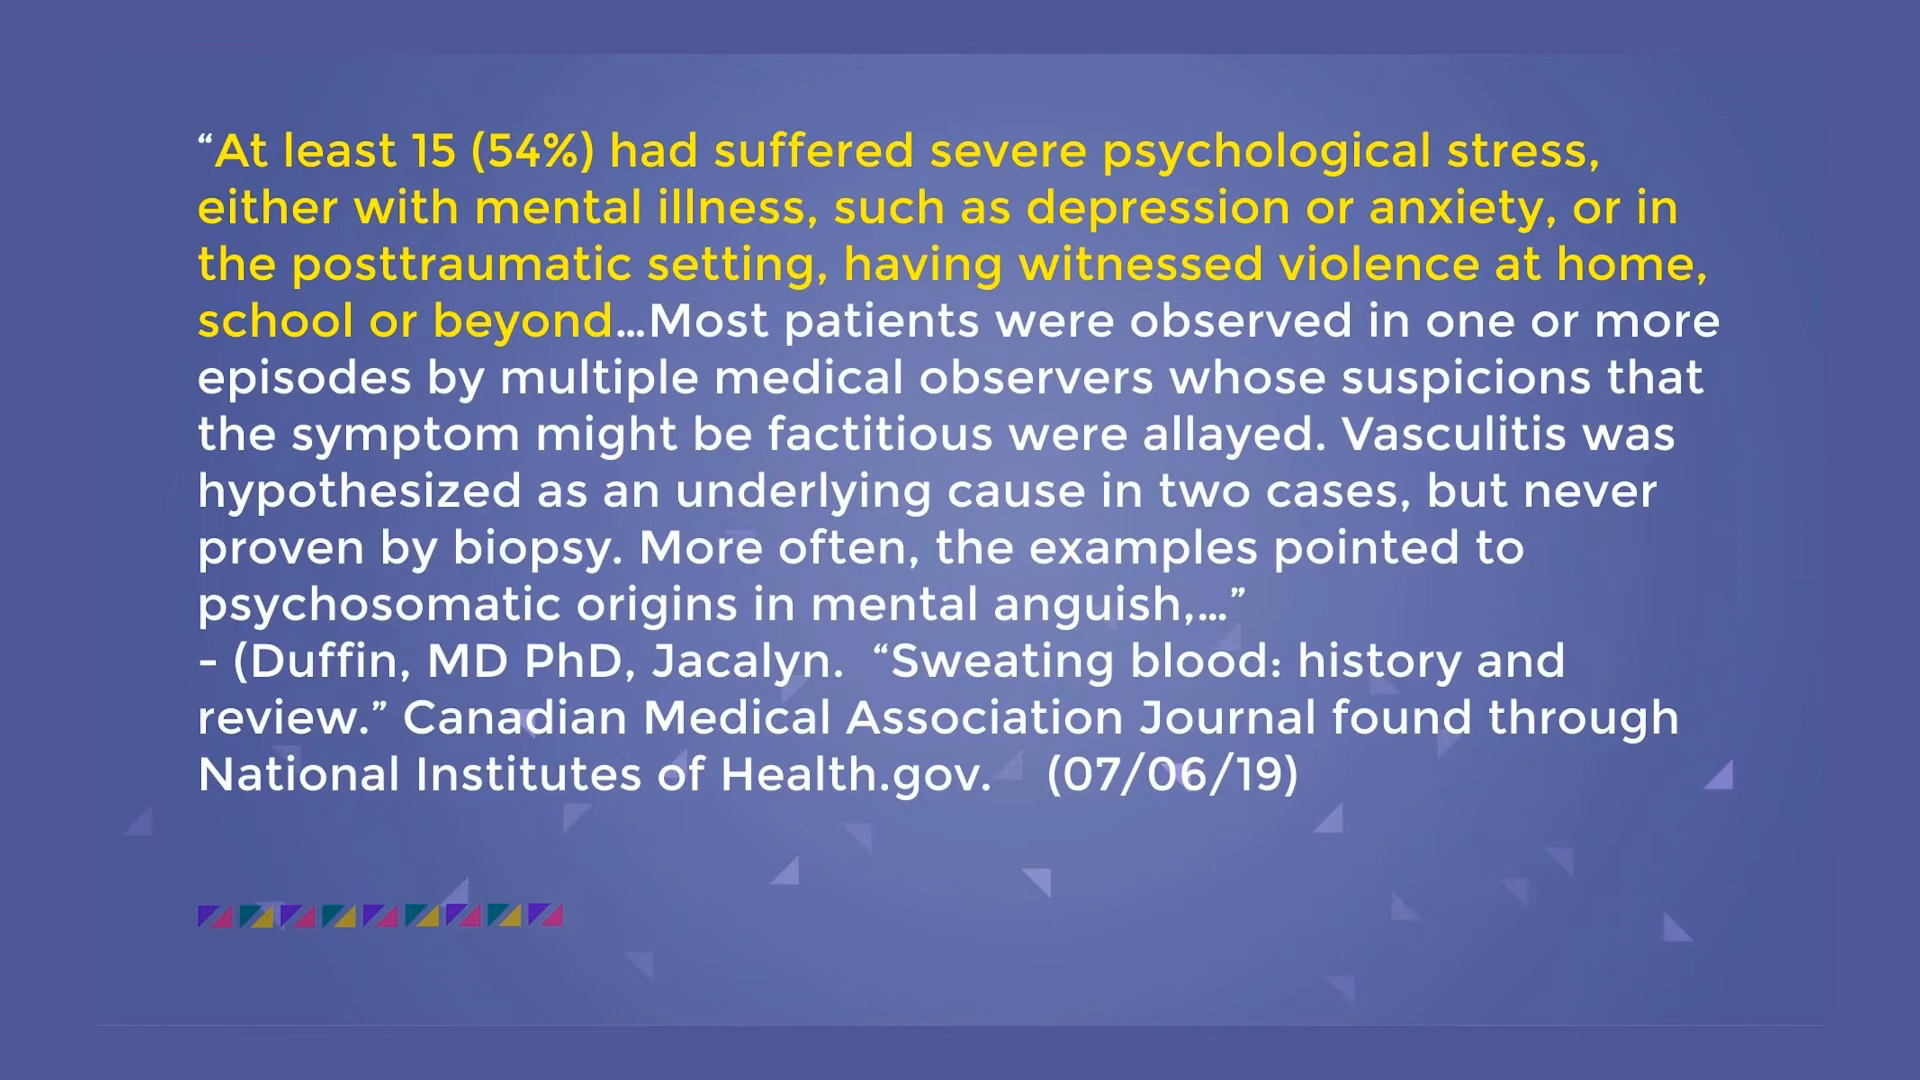 “At least 15 (54%) had suffered severe psychological stress,
either with mental illness, such as depression or anxiety, or in
the posttraumatic setting, having witnessed violence at home,
school or beyond…Most patients were observed in one or more
episodes by multiple medical observers whose suspicions that
the symptom might be factitious were allayed. Vasculitis was
hypothesized as an underlying cause in two cases, but never
proven by biopsy. More often, the examples pointed to
psychosomatic origins in mental anguish,…”
- (Duffin, MD PhD, Jacalyn.  “Sweating blood: history and
review.” Canadian Medical Association Journal found through
National Institutes of Health.gov.    (07/06/19)